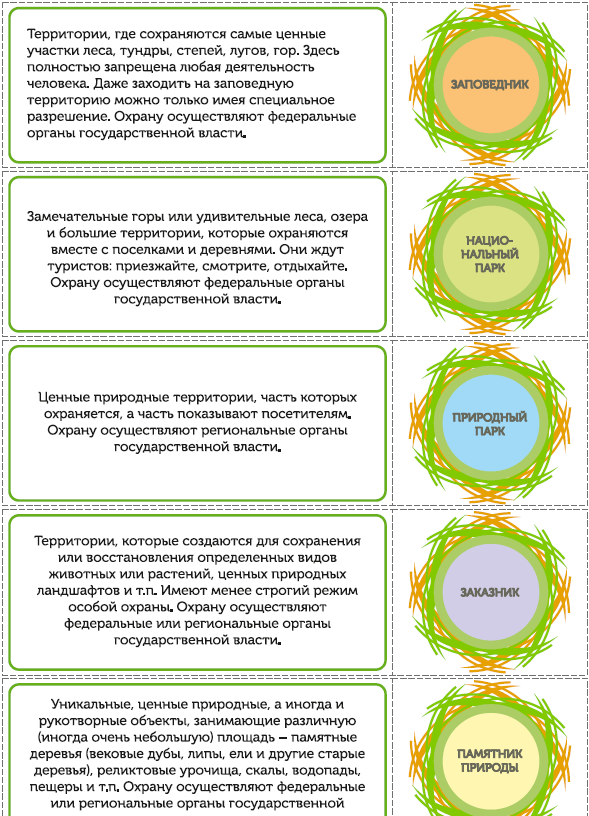 Территории, где сохраняются самые ценные
участки леса, тундры, степей, лугов, гор. Здесь
полностью запрещена любая деятельность
человека. Даже заходить на заповедную
территорию можно только имея специальное
разрешение. Охрану осуществляют федеральные
органы государственной власти.
ЗАПОВЕДНИК
Замечательные горы или удивительные леса, озера
и большие территории, которые охраняются
вместе с поселками и деревнями. Они ждут
туристов: приезжайте, смотрите, отдыхайте.
Охрану осуществляют федеральные органы
государственной власти.
НАЦИО-
НАЛЬНЫЙ
ПАРК
Ценные природные территории, часть которых
охраняется, а часть показывают посетителям.
Охрану осуществляют региональные органы
государственной власти.
ПРИРОДНЫЙ
ПАРК
Территории, которые создаются для сохранения
или восстановления определенных видов
животных или растений, ценных природных
ландшафтов и т.п. Имеют менее строгий режим
особой охраны. Охрану осуществляют
федеральные или региональные органы
государственной власти.
ЗАКАЗНИК
Уникальные, ценные природные, а иногда и
рукотворные объекты, занимающие различную
(иногда очень небольшую) площадь – памятные
деревья (вековые дубы, липы, ели и другие старые
деревья), реликтовые урочища, скалы, водопады,
пещеры и т.п. Охрану осуществляют федеральные
или региональные органы государственной
ПАМЯТНИК
ПРИРОДЫ